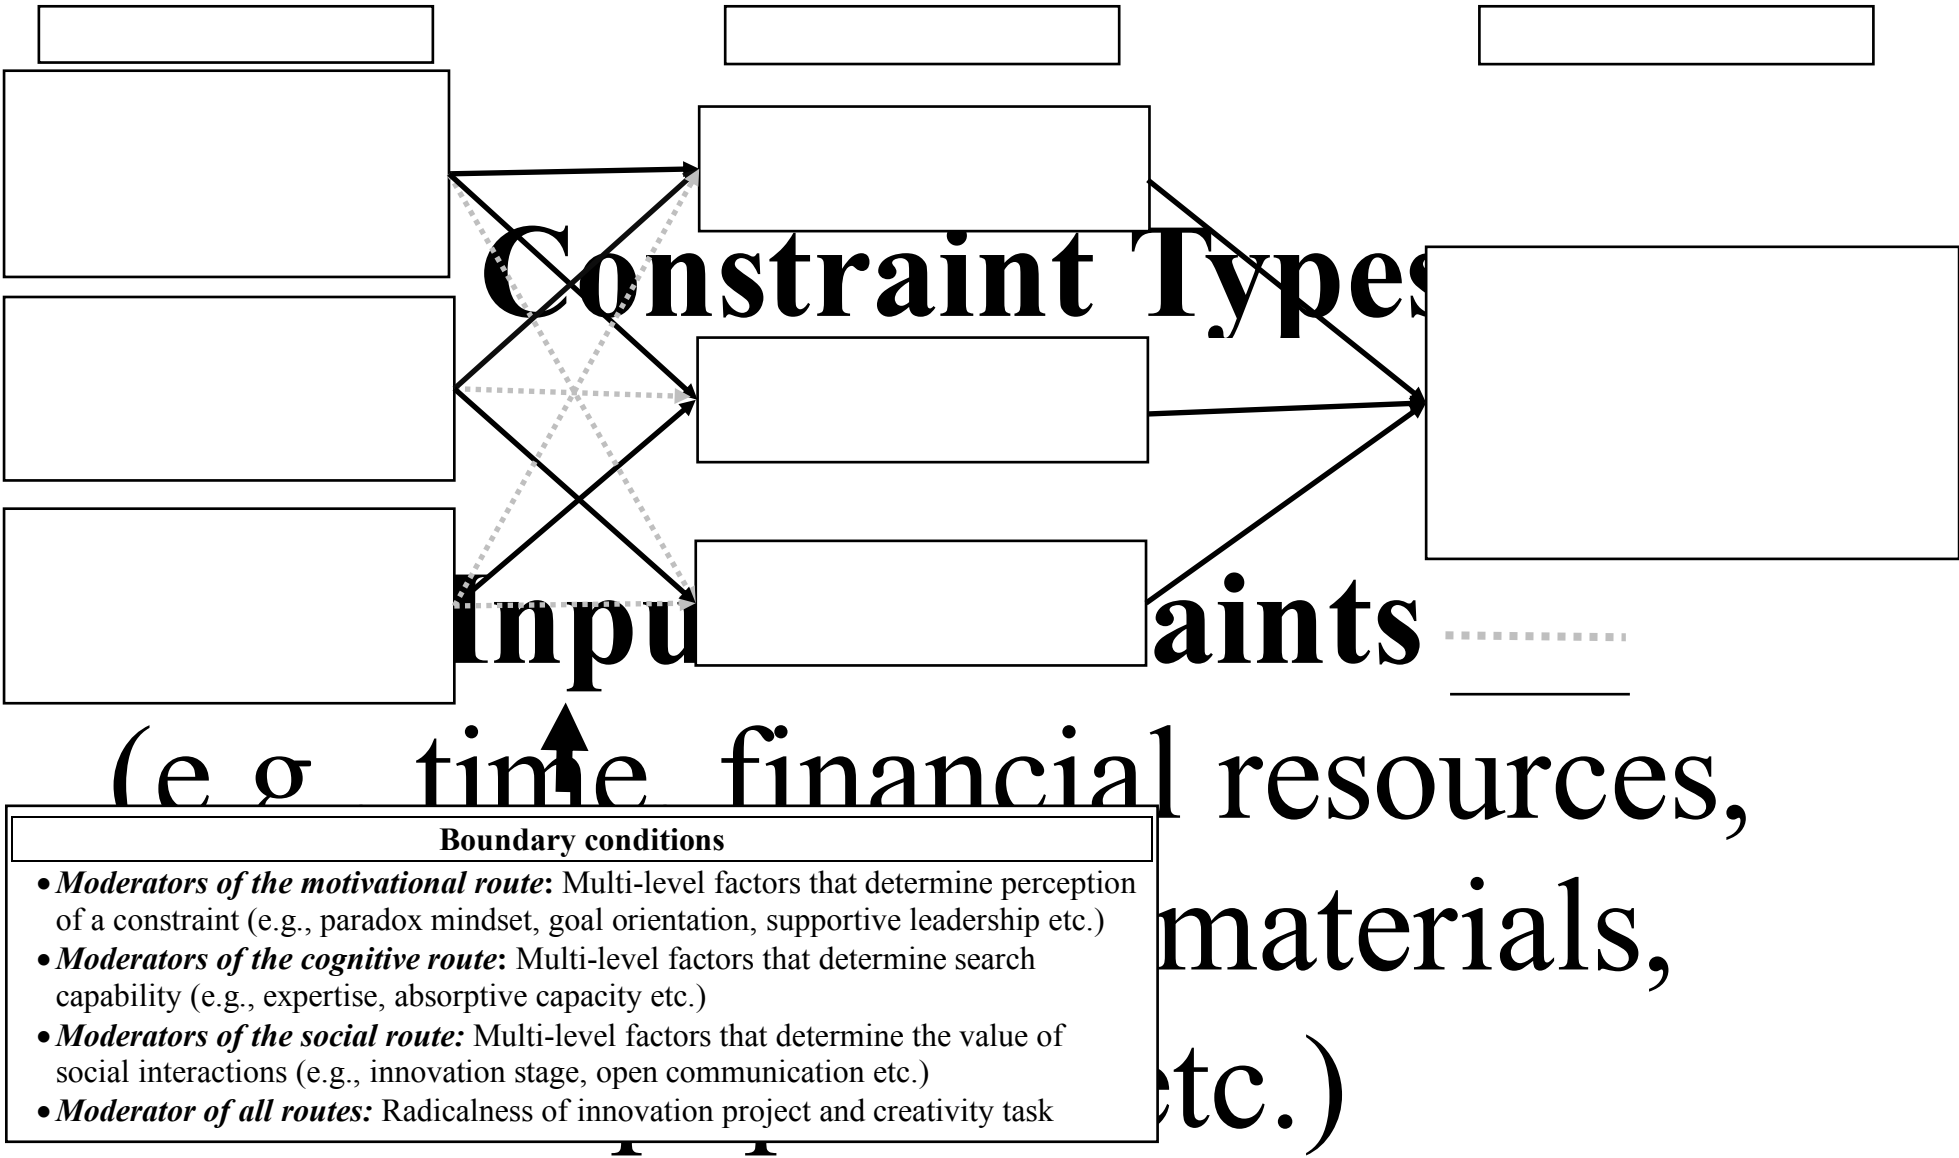 Constraint Types
Inpu aints
(e.g., time, financial resources,
materials,
etc.)
Boundary conditions
• Moderators of the motivational route: Multi-level factors that determine perception
of a constraint (e.g., paradox mindset, goal orientation, supportive leadership etc.)
• Moderators of the cognitive route: Multi-level factors that determine search
capability (e.g., expertise, absorptive capacity etc.)
• Moderators of the social route: Multi-level factors that determine the value of
social interactions (e.g., innovation stage, open communication etc.)
• Moderator of all routes: Radicalness of innovation project and creativity task